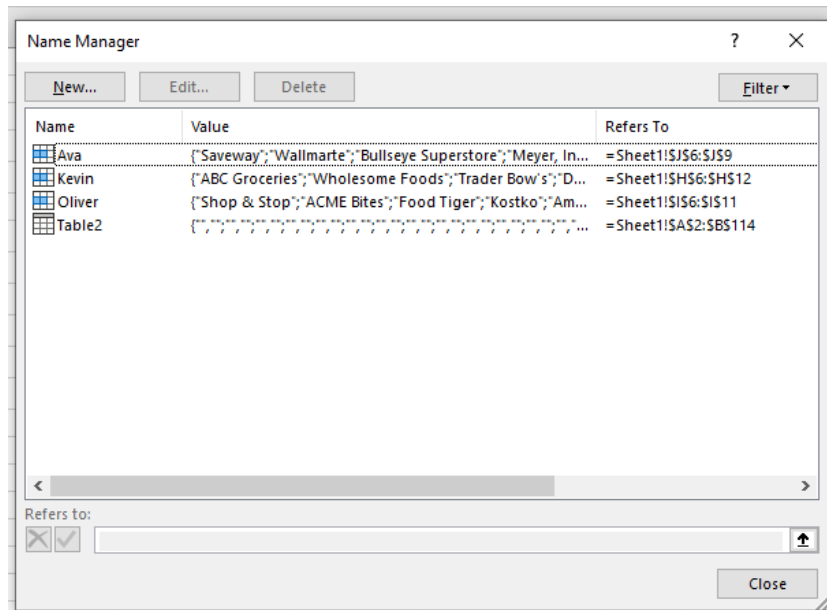 Name Manager ? ×
New... Edit... Delete Filter
Name Value Refers To
Ava {"Saveway";"Wallmarte";"Bullseye Superstore";"Meyer, In... =Sheet1!$J$6:$J$9
Kevin {"ABC Groceries";"Wholesome Foods";"Trader Bow's";"D... =Sheet1!$H$6:$H$12
Oliver {"Shop & Stop";"ACME Bites";"Food Tiger";"Kostko";"Am... =Sheet1!$I$6:$I$11
Table2 {"","";"","";"","";"","";"","";"","";"","";"","";"","";"","";"","";"","";"","... =Sheet1!$A$2:$B$114
Refers to:
Close